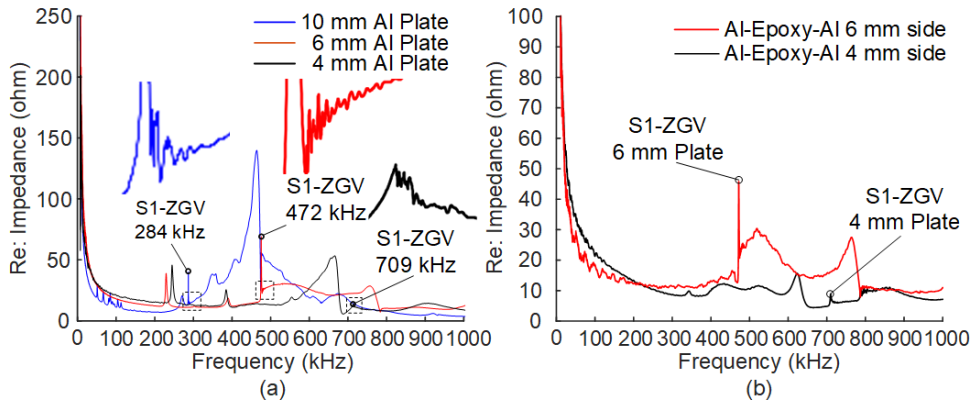 250
200
150
100
50
0
Re: Impedance (ohm)
10 mm Al Plate
6 mm Al Plate
4 mm Al Plate
S1-ZGV
284 kHz
S1-ZGV
472 kHz
S1-ZGV
709 kHz
0 100 200 300 400 500 600 700 800 900 1000
Frequency (kHz)
(a)
100
90
80
70
60
50
40
30
20
10
0
Re: Impedance (ohm)
Al-Epoxy-Al 6 mm side
Al-Epoxy-Al 4 mm side
S1-ZGV
6 mm Plate
S1-ZGV
4 mm Plate
0 100 200 300 400 500 600 700 800 900 1000
Frequency (kHz)
(b)